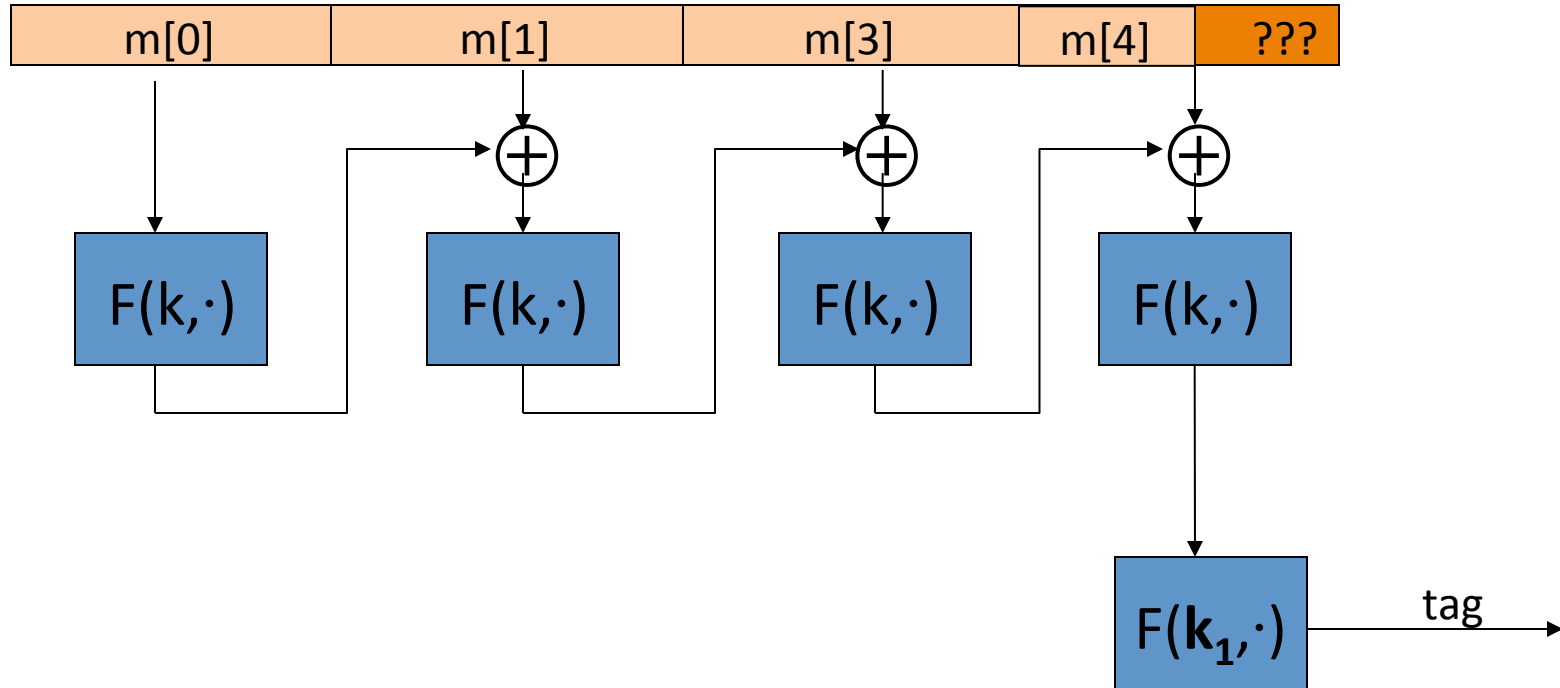 m[0] m[1] m[3] m[4] ???
F(k,·) F(k,·) F(k,·) F(k,·)
F(k₁,·) tag